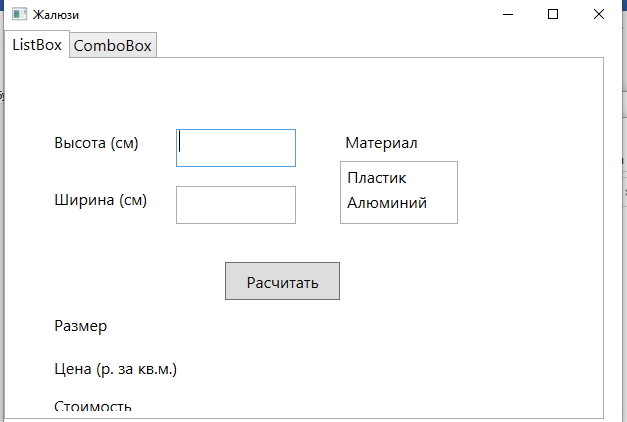 Жалюзи
ListBox ComboBox
Высота (см) Материал
Пластик
Ширина (см) Алюминий
Расчитать
Размер
Цена (р. за кв.м.)
Стоимость